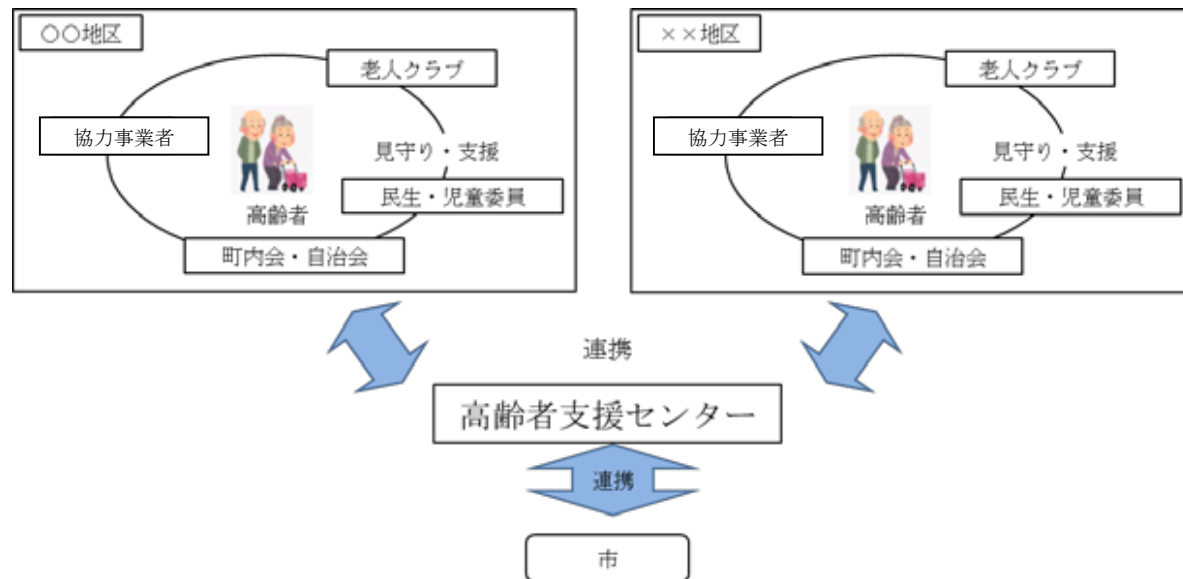 ○○地区
老人クラブ
協力事業者
見守り・支援
民生・児童委員
高齢者
町内会・自治会
××地区
老人クラブ
協力事業者
見守り・支援
民生・児童委員
高齢者
町内会・自治会
連携
高齢者支援センター
連携
市